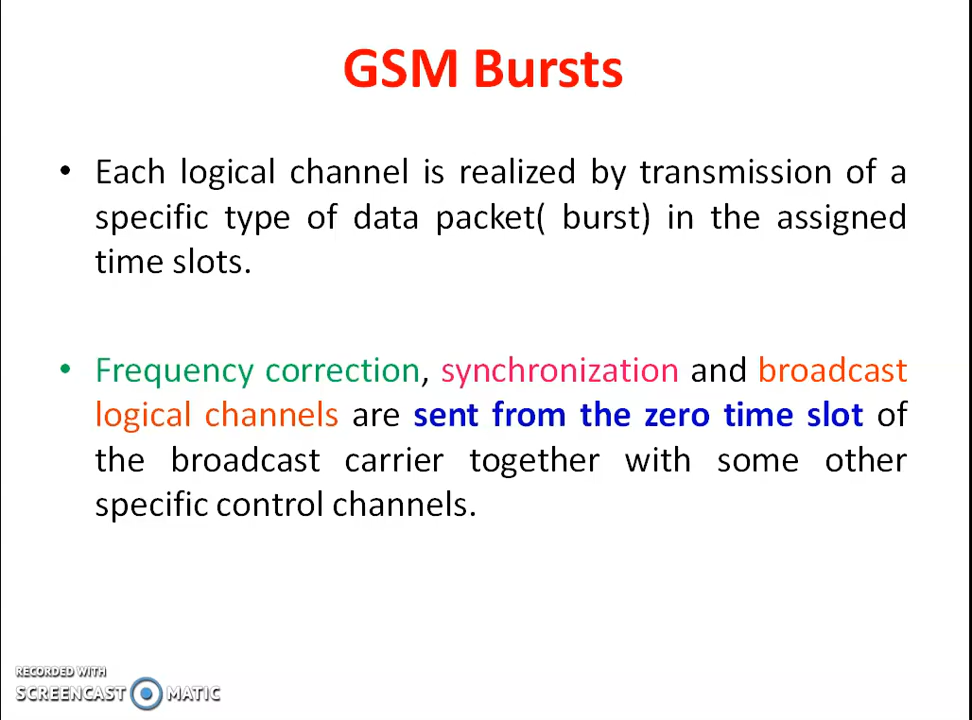 GSM Bursts
• Each logical channel is realized by transmission of a
specific type of data packet( burst) in the assigned
time slots.
• Frequency correction, synchronization and broadcast
logical channels are sent from the zero time slot of
the broadcast carrier together with some other
specific control channels.
RECORDED WITH
SCREENCAST MATIC